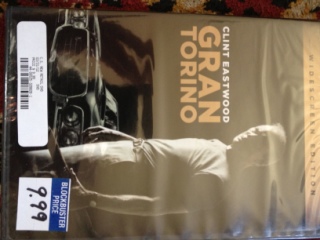 WIDESCREEN EDITION
CLINT EASTWOOD
GRAN
TORINO
BLOCKBUSTER
PRICE
9.99